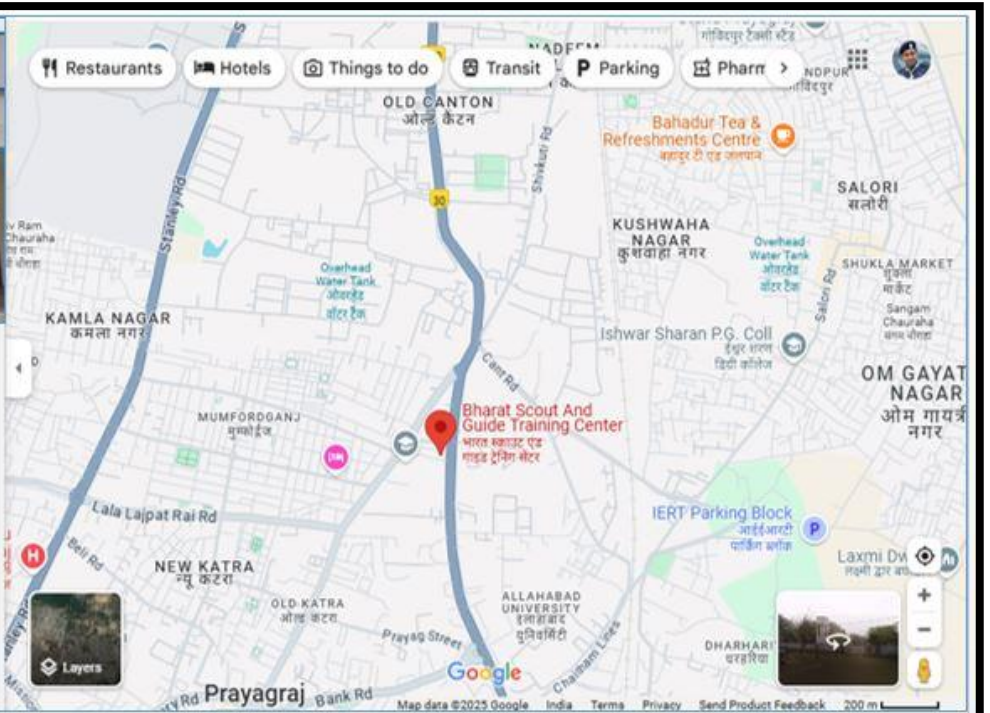 Restaurants
Hotels
Things to do
Transit
P Parking
Pharm
NADEEM
गोविंदपुर टैक्सी स्टैंड
NDPUR
विंदपुर
OLD CANTON
ओल्ड कैंटन
30
Stanley Rd
Shivkuti Rd
Bahadur Tea &
Refreshments Centre
बहादुर टी एंड जलपान
SALORI
सलोरी
KUSHWAHA
NAGAR
कुशवाहा नगर
iv Ram
Chauraha
Overhead
Water Tank
ओवरहेड
वॉटर टैंक
Overhead
Water Tank
ओवरहेड
वॉटर टैंक
SHUKLA MARKET
शुक्ला
मार्केट
Salori Rd
Sangam
Chauraha
संगम चौराहा
KAMLA NAGAR
कमला नगर
Ishwar Sharan P.G. Coll
ईश्वर शरण
डिग्री कॉलेज
Cant Rd
OM GAYAT
NAGAR
ओम गायत्री
नगर
MUMFORDGANJ
मुम्फोर्डगंज
Bharat Scout And
Guide Training Center
भारत स्काउट एंड
गाइड ट्रेनिंग सेंटर
Lala Lajpat Rai Rd
IERT Parking Block
आईईआरटी
पार्किंग ब्लॉक
P
H
Beli Rd
NEW KATRA
न्यू कटरा
Laxmi Dw
लक्ष्मी द्वार
OLD KATRA
ओल्ड कटरा
ALLAHABAD
UNIVERSITY
इलाहाबाद
यूनिवर्सिटी
Prayag Street
Chatham Lines
DHARHARI
धरहरिया
Layers
Google
Prayagraj
Bank Rd
Map data ©2025 Google India Terms Privacy Send Product Feedback 200 m